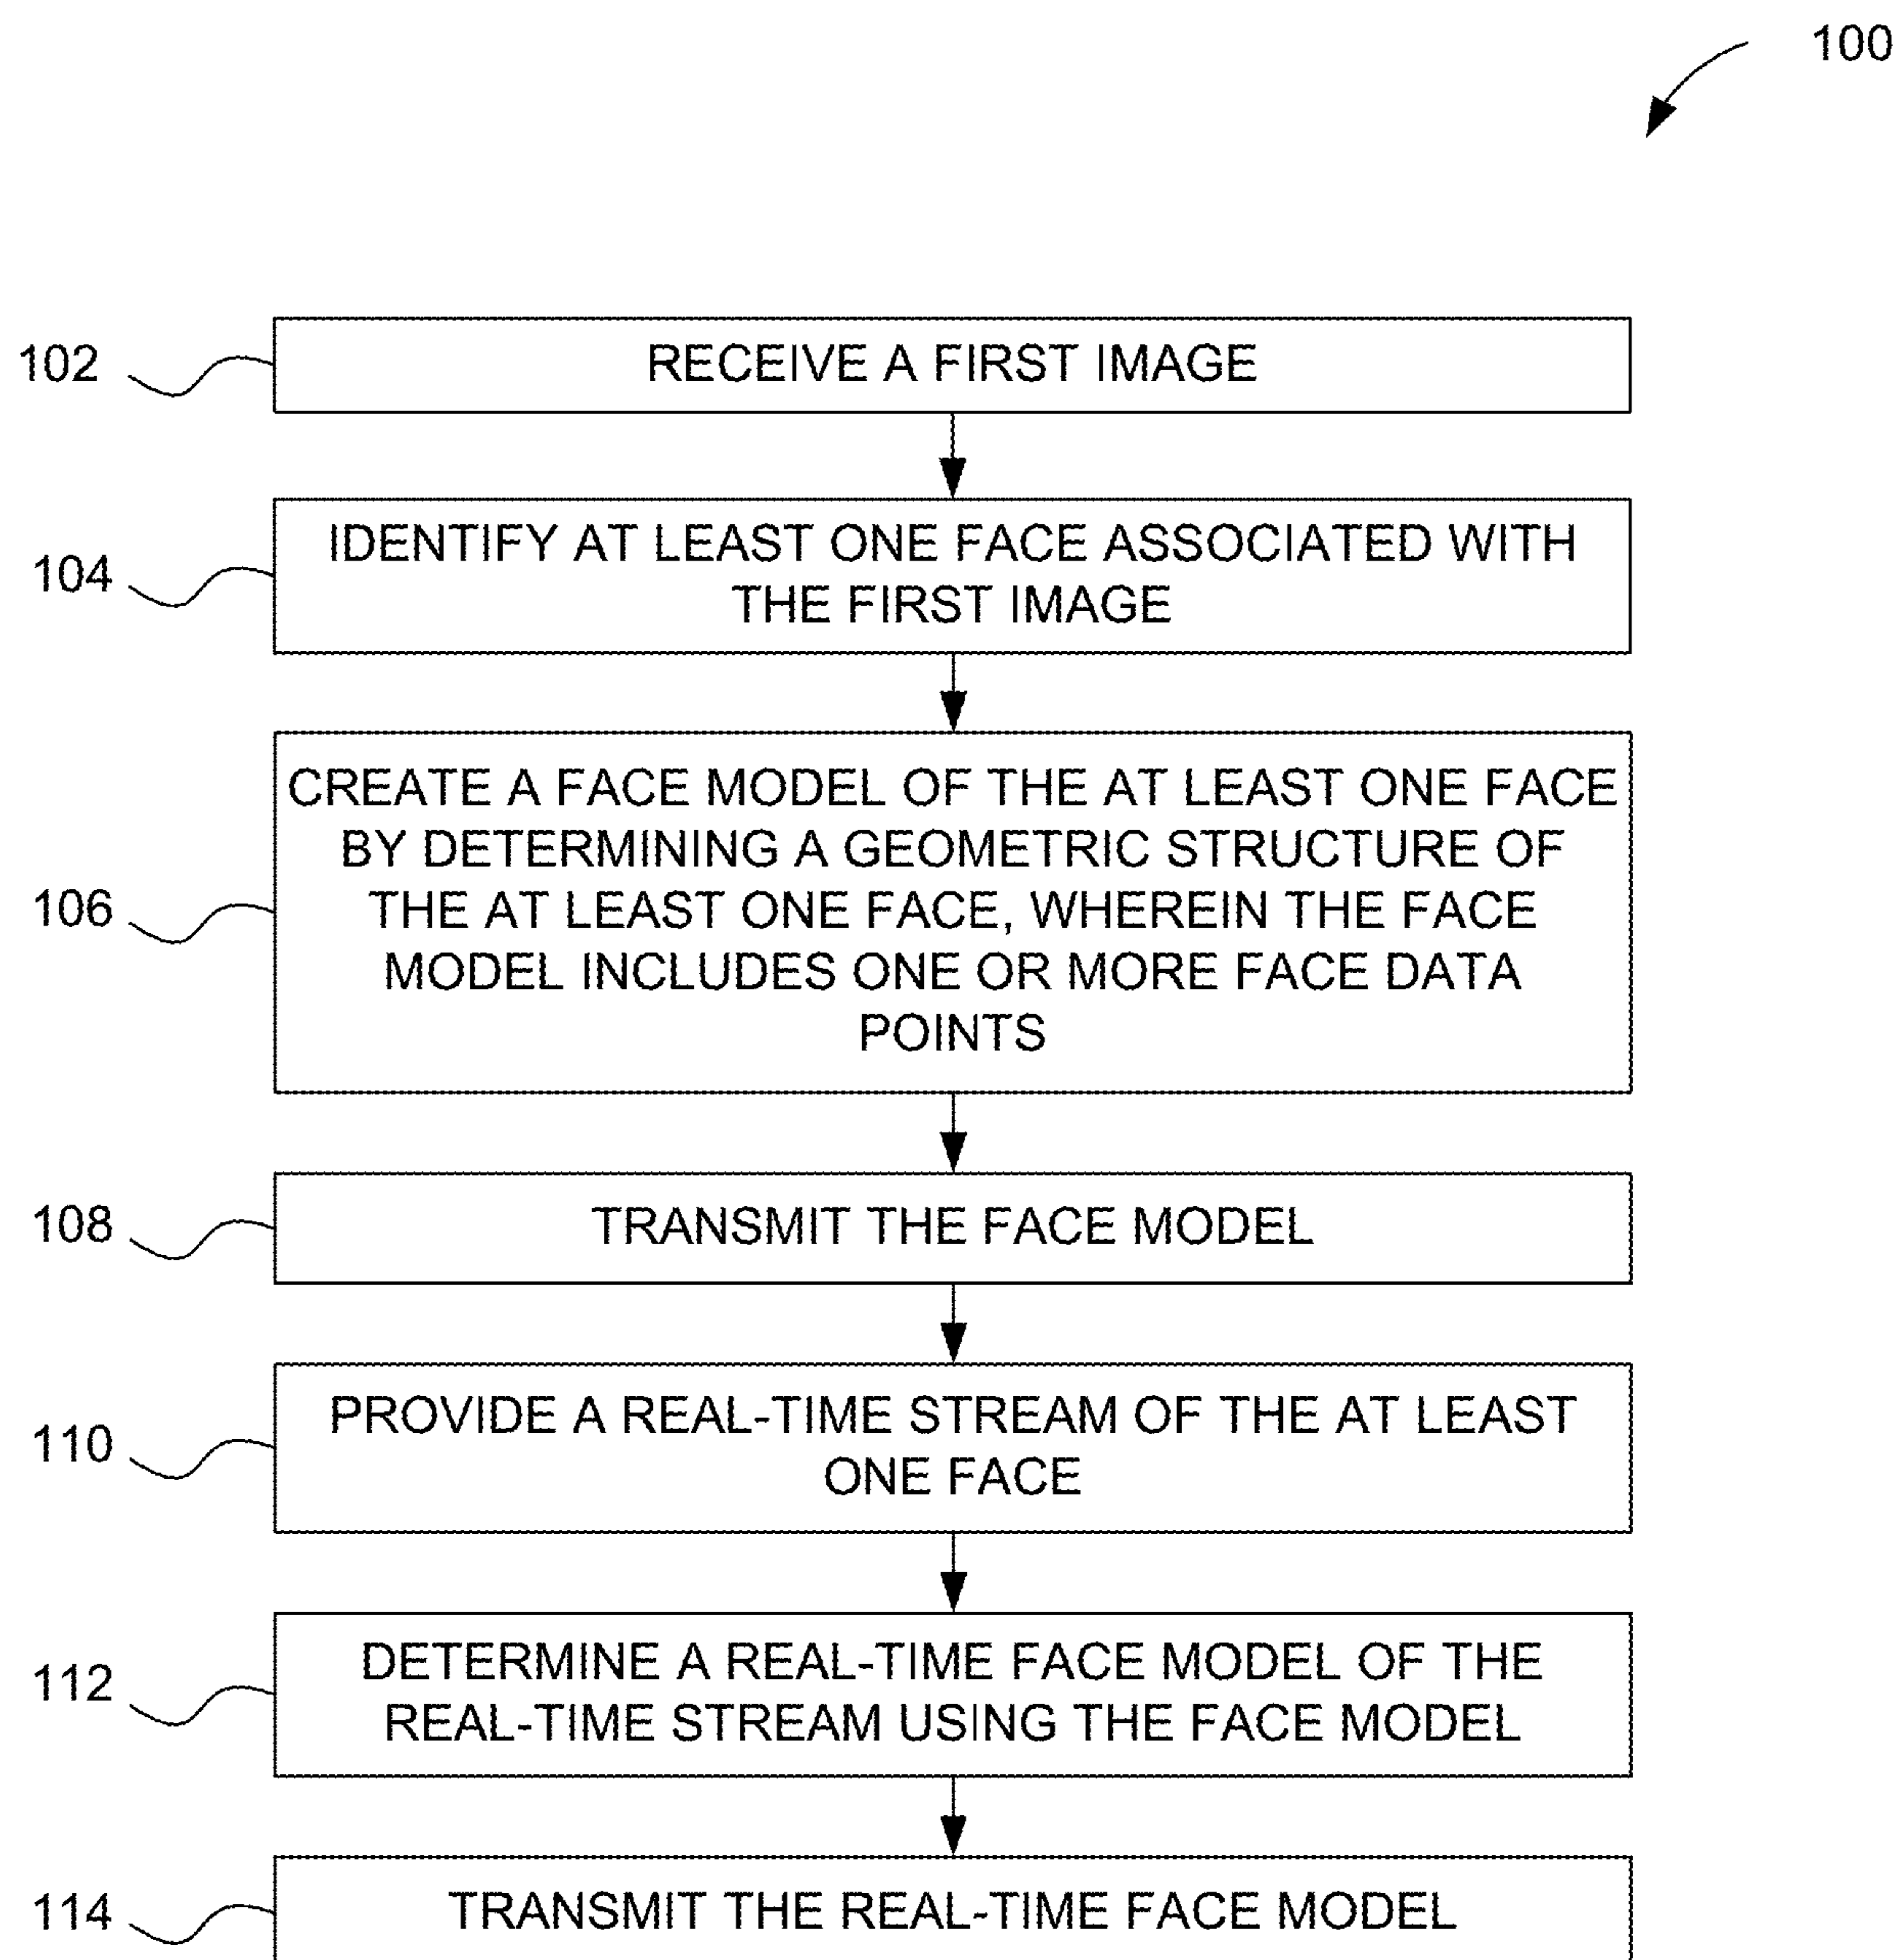 100
102
RECEIVE A FIRST IMAGE
104
IDENTIFY AT LEAST ONE FACE ASSOCIATED WITH
THE FIRST IMAGE
106
CREATE A FACE MODEL OF THE AT LEAST ONE FACE
BY DETERMINING A GEOMETRIC STRUCTURE OF
THE AT LEAST ONE FACE, WHEREIN THE FACE
MODEL INCLUDES ONE OR MORE FACE DATA
POINTS
108
TRANSMIT THE FACE MODEL
110
PROVIDE A REAL-TIME STREAM OF THE AT LEAST
ONE FACE
112
DETERMINE A REAL-TIME FACE MODEL OF THE
REAL-TIME STREAM USING THE FACE MODEL
114
TRANSMIT THE REAL-TIME FACE MODEL